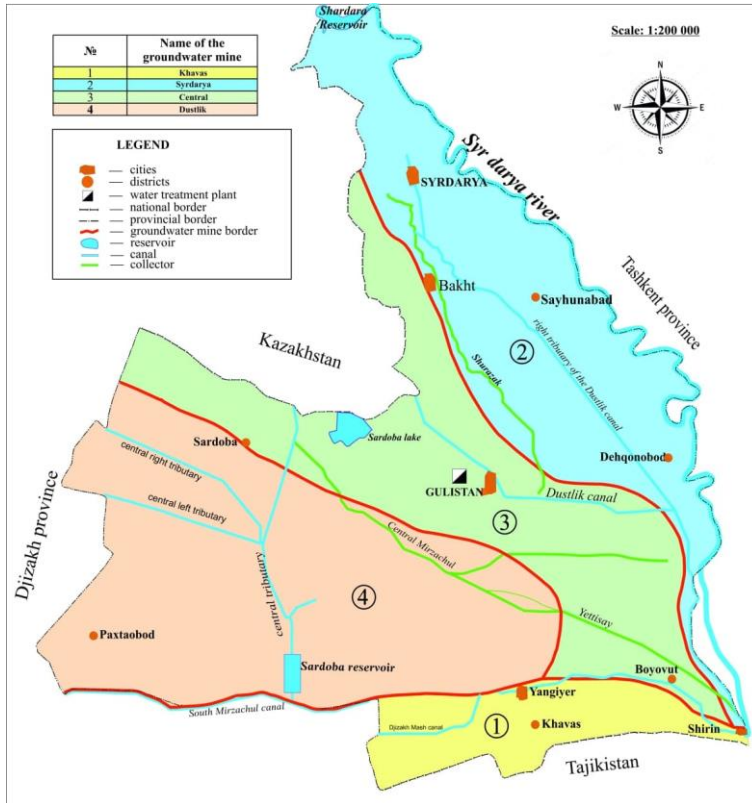 Shardara
Reservoir
Scale: 1:200 000
№ Name of the
groundwater mine
1 Khavas
2 Syrdarya
3 Central
4 Dustlik
N
W E
S
LEGEND
— cities
— districts
— water treatment plant
— national border
— provincial border
— groundwater mine border
— reservoir
— canal
— collector
Syr darya river
SYRDARYA
Tashkent province
Bakht
Sayhunabad
right tributary of the Dustlik canal
Kazakhstan
2
Shurazak
Sardoba
Sardoba lake
central right tributary
Dehqonobod
GULISTAN
Dustlik canal
central left tributary
3
Djizakh province
Central Mirzachul
4
central tributary
Yettisay
Paxtaobod
Sardoba reservoir
Boyovut
Yangiyer
South Mirzachul canal
Djizakh Mash canal
1
Khavas
Shirin
Tajikistan